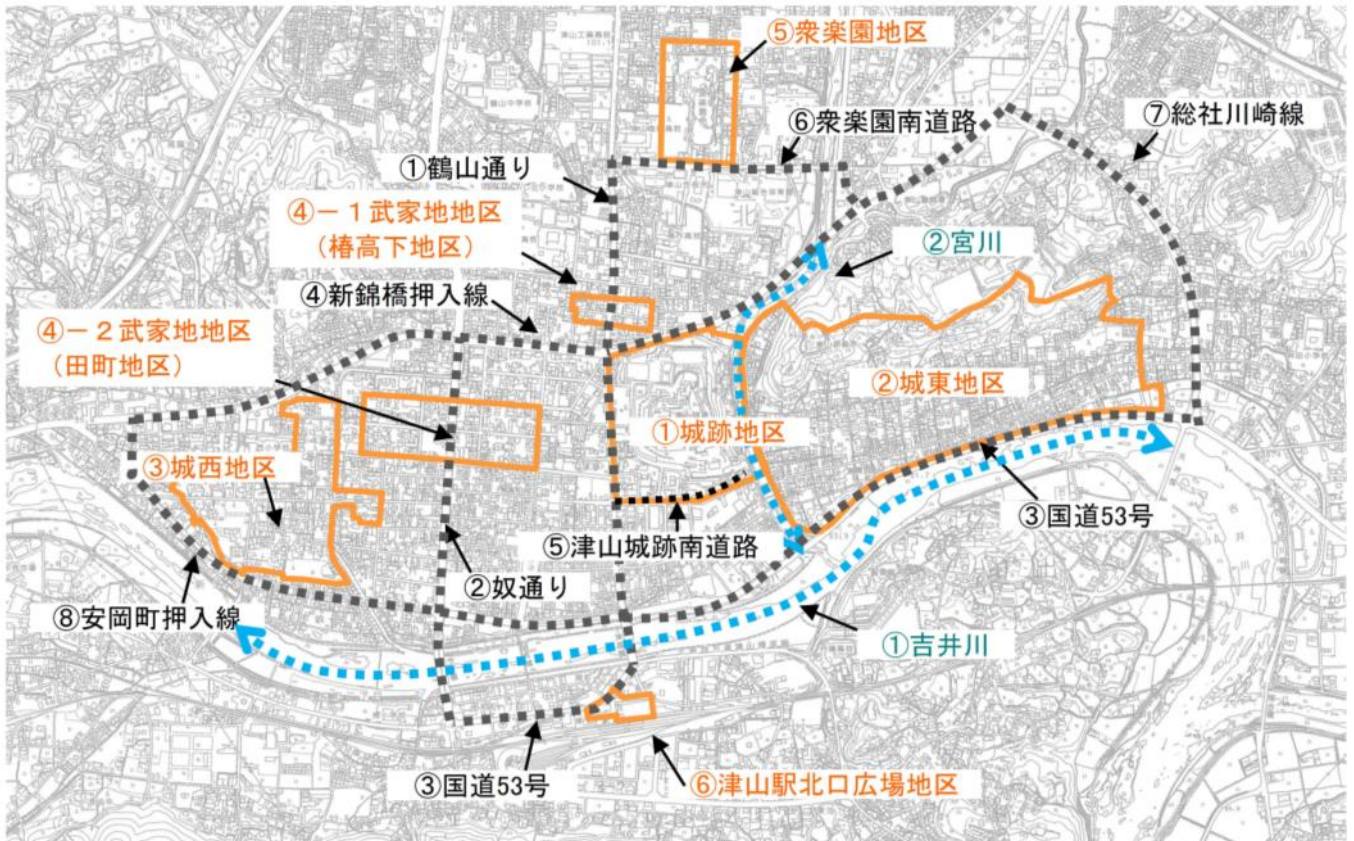 ⑤衆楽園地区
⑥衆楽園南道路
⑦総社川崎線
①鶴山通り
④－１武家地地区
（椿高下地区）
②宮川
④新錦橋押入線
④－２武家地地区
（田町地区）
②城東地区
①城跡地区
③城西地区
③国道53号
⑤津山城跡南道路
②奴通り
⑧安岡町押入線
①吉井川
③国道53号
⑥津山駅北口広場地区